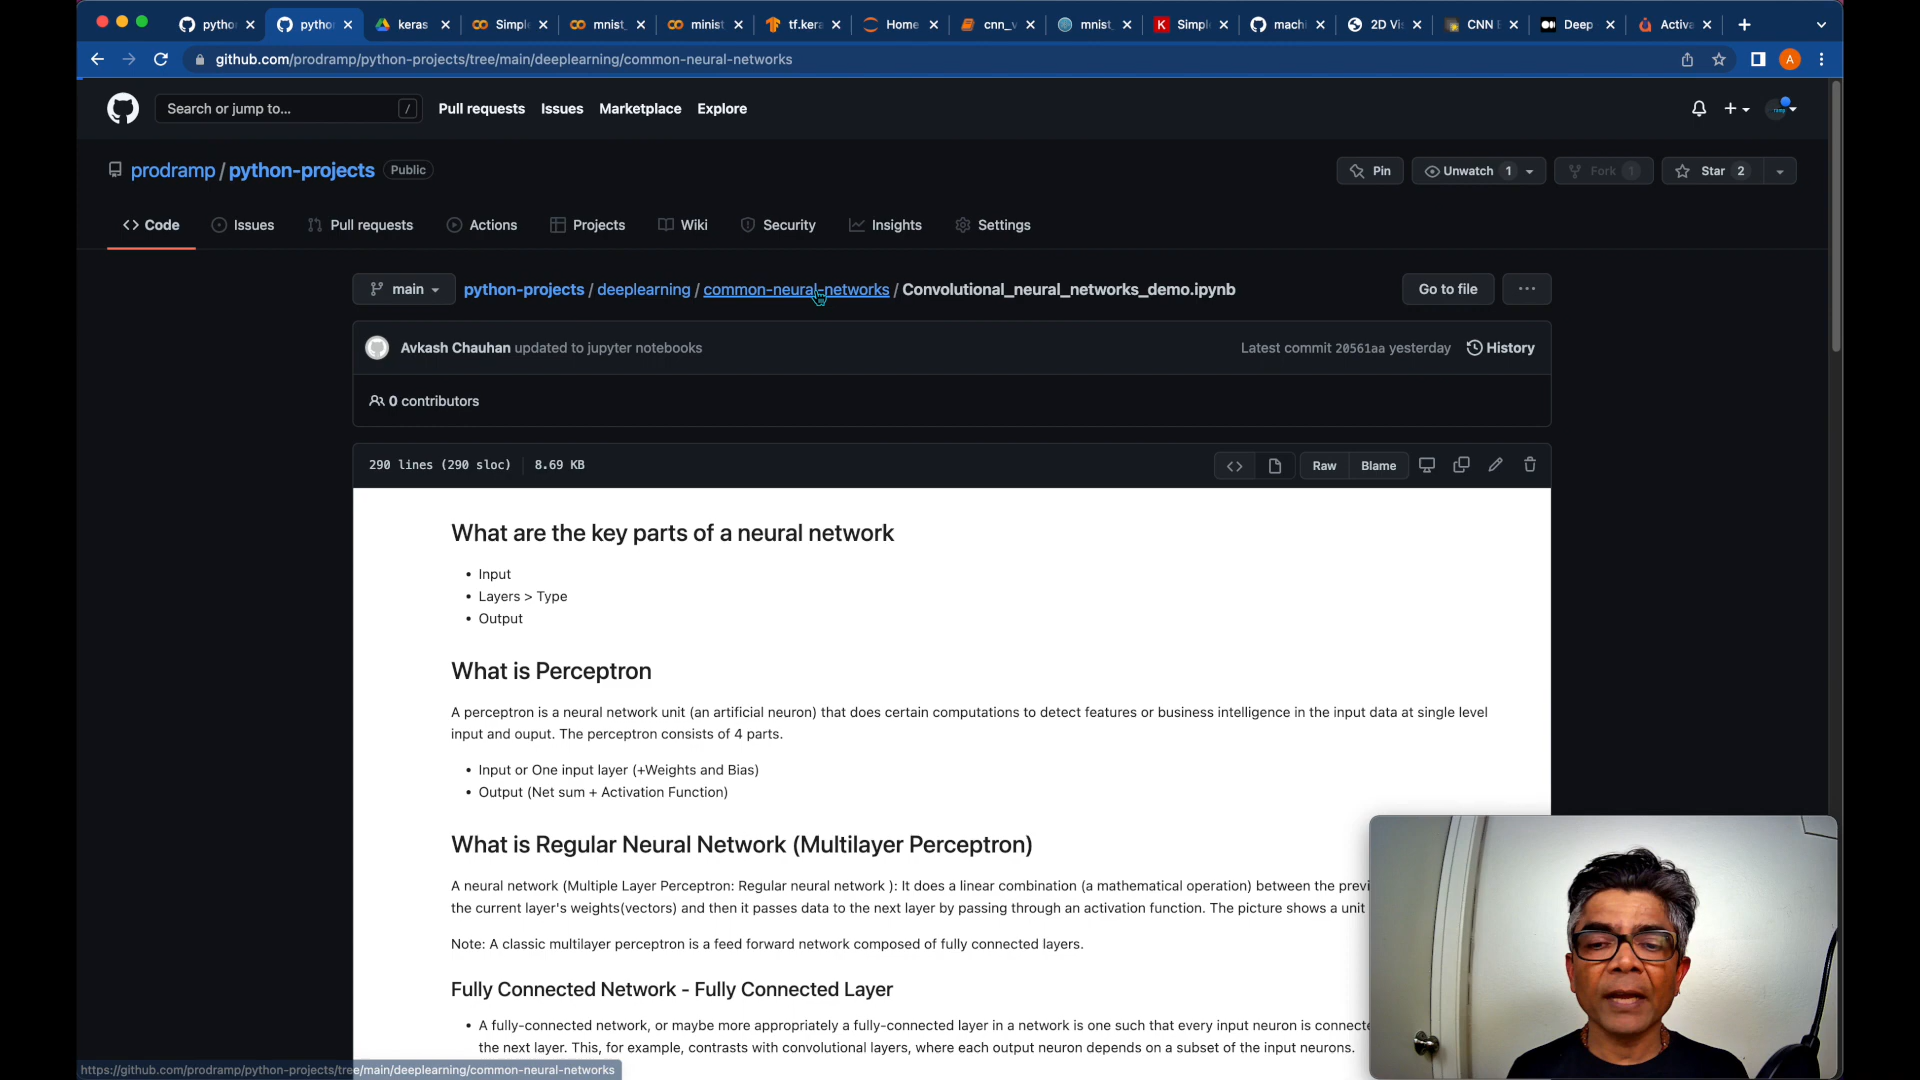 pytho
pytho
keras
Simpl
mnist_
minist
tf.kera
Home
cnn_v
mnist
Simpl
machi
2D Vi
CNN E
Deep
Activa
github.com/prodramp/python-projects/tree/main/deeplearning/common-neural-networks
A
Search or jump to...
/
Pull requests
Issues
Marketplace
Explore
prodramp / python-projects
Public
Pin
Unwatch 1
Fork 1
Star 2
Code
Issues
Pull requests
Actions
Projects
Wiki
Security
Insights
Settings
main
python-projects / deeplearning / common-neural-networks / Convolutional_neural_networks_demo.ipynb
Go to file
Avkash Chauhan updated to jupyter notebooks
Latest commit 20561aa yesterday
History
0 contributors
290 lines (290 sloc)
8.69 KB
Raw
Blame
What are the key parts of a neural network
• Input
• Layers > Type
• Output
What is Perceptron
A perceptron is a neural network unit (an artificial neuron) that does certain computations to detect features or business intelligence in the input data at single level
input and ouput. The perceptron consists of 4 parts.
• Input or One input layer (+Weights and Bias)
• Output (Net sum + Activation Function)
What is Regular Neural Network (Multilayer Perceptron)
A neural network (Multiple Layer Perceptron: Regular neural network ): It does a linear combination (a mathematical operation) between the previ
the current layer's weights(vectors) and then it passes data to the next layer by passing through an activation function. The picture shows a unit
Note: A classic multilayer perceptron is a feed forward network composed of fully connected layers.
Fully Connected Network - Fully Connected Layer
• A fully-connected network, or maybe more appropriately a fully-connected layer in a network is one such that every input neuron is connecte
the next layer. This, for example, contrasts with convolutional layers, where each output neuron depends on a subset of the input neurons.
https://github.com/prodramp/python-projects/tree/main/deeplearning/common-neural-networks